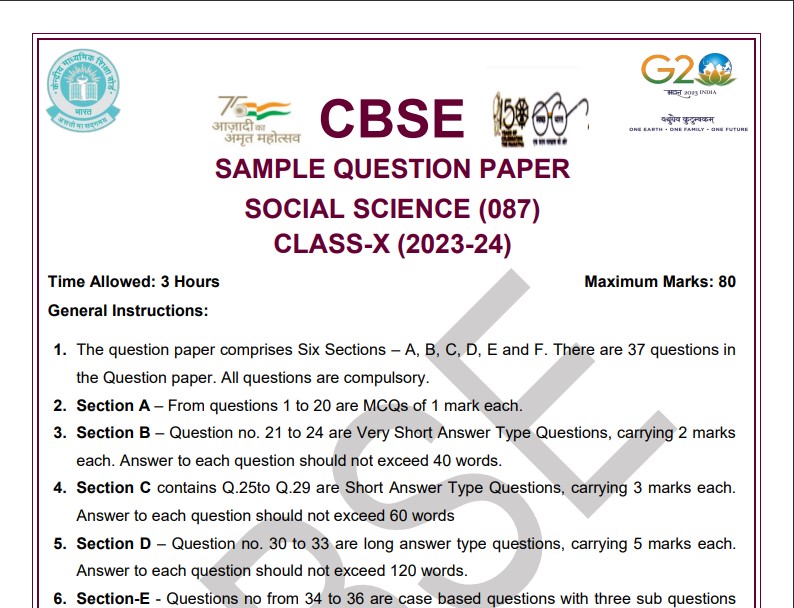 केन्द्रीय माध्यमिक शिक्षा बोर्ड
भारत
असतो मा सद्गमय
75
आज़ादी का
अमृत महोत्सव
CBSE
150
G20
भारत 2023 INDIA
वसुधैव कुटुम्बकम्
ONE EARTH • ONE FAMILY • ONE FUTURE
SAMPLE QUESTION PAPER
SOCIAL SCIENCE (087)
CLASS-X (2023-24)
Time Allowed: 3 Hours Maximum Marks: 80
General Instructions:
1. The question paper comprises Six Sections – A, B, C, D, E and F. There are 37 questions in
the Question paper. All questions are compulsory.
2. Section A – From questions 1 to 20 are MCQs of 1 mark each.
3. Section B – Question no. 21 to 24 are Very Short Answer Type Questions, carrying 2 marks
each. Answer to each question should not exceed 40 words.
4. Section C contains Q.25to Q.29 are Short Answer Type Questions, carrying 3 marks each.
Answer to each question should not exceed 60 words
5. Section D – Question no. 30 to 33 are long answer type questions, carrying 5 marks each.
Answer to each question should not exceed 120 words.
6. Section-E - Questions no from 34 to 36 are case based questions with three sub questions